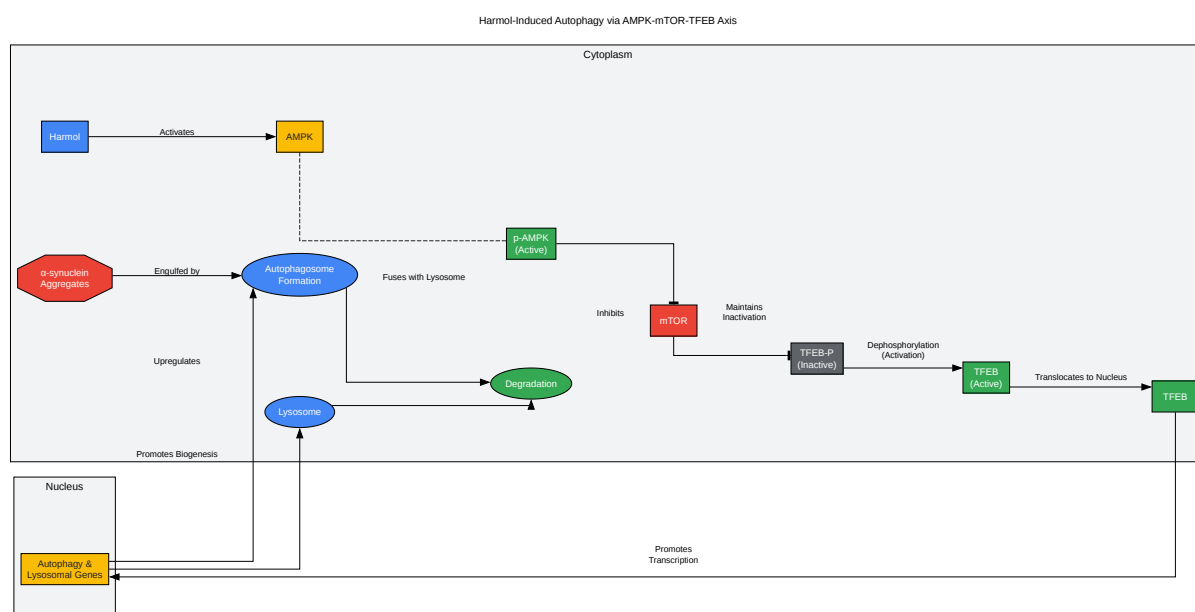 Harmol-Induced Autophagy via AMPK-mTOR-TFEB Axis
Cytoplasm
Harmol
Activates
AMPK
p-AMPK
(Active)
α-synuclein
Aggregates
Engulfed by
Autophagosome
Formation
Fuses with Lysosome
Inhibits
mTOR
Maintains
Inactivation
TFEB-P
(Inactive)
Dephosphorylation
(Activation)
TFEB
(Active)
Translocates to Nucleus
TFEB
Upregulates
Degradation
Lysosome
Promotes Biogenesis
Nucleus
Autophagy &
Lysosomal Genes
Promotes
Transcription